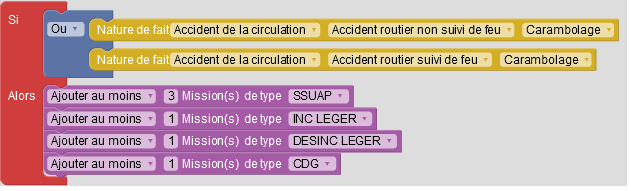 Si
Ou Nature de fait Accident de la circulation Accident routier non suivi de feu Carambolage
Nature de fait Accident de la circulation Accident routier suivi de feu Carambolage
Alors Ajouter au moins 3 Mission(s) de type SSUAP
Ajouter au moins 1 Mission(s) de type INC LEGER
Ajouter au moins 1 Mission(s) de type DESINC LEGER
Ajouter au moins 1 Mission(s) de type CDG